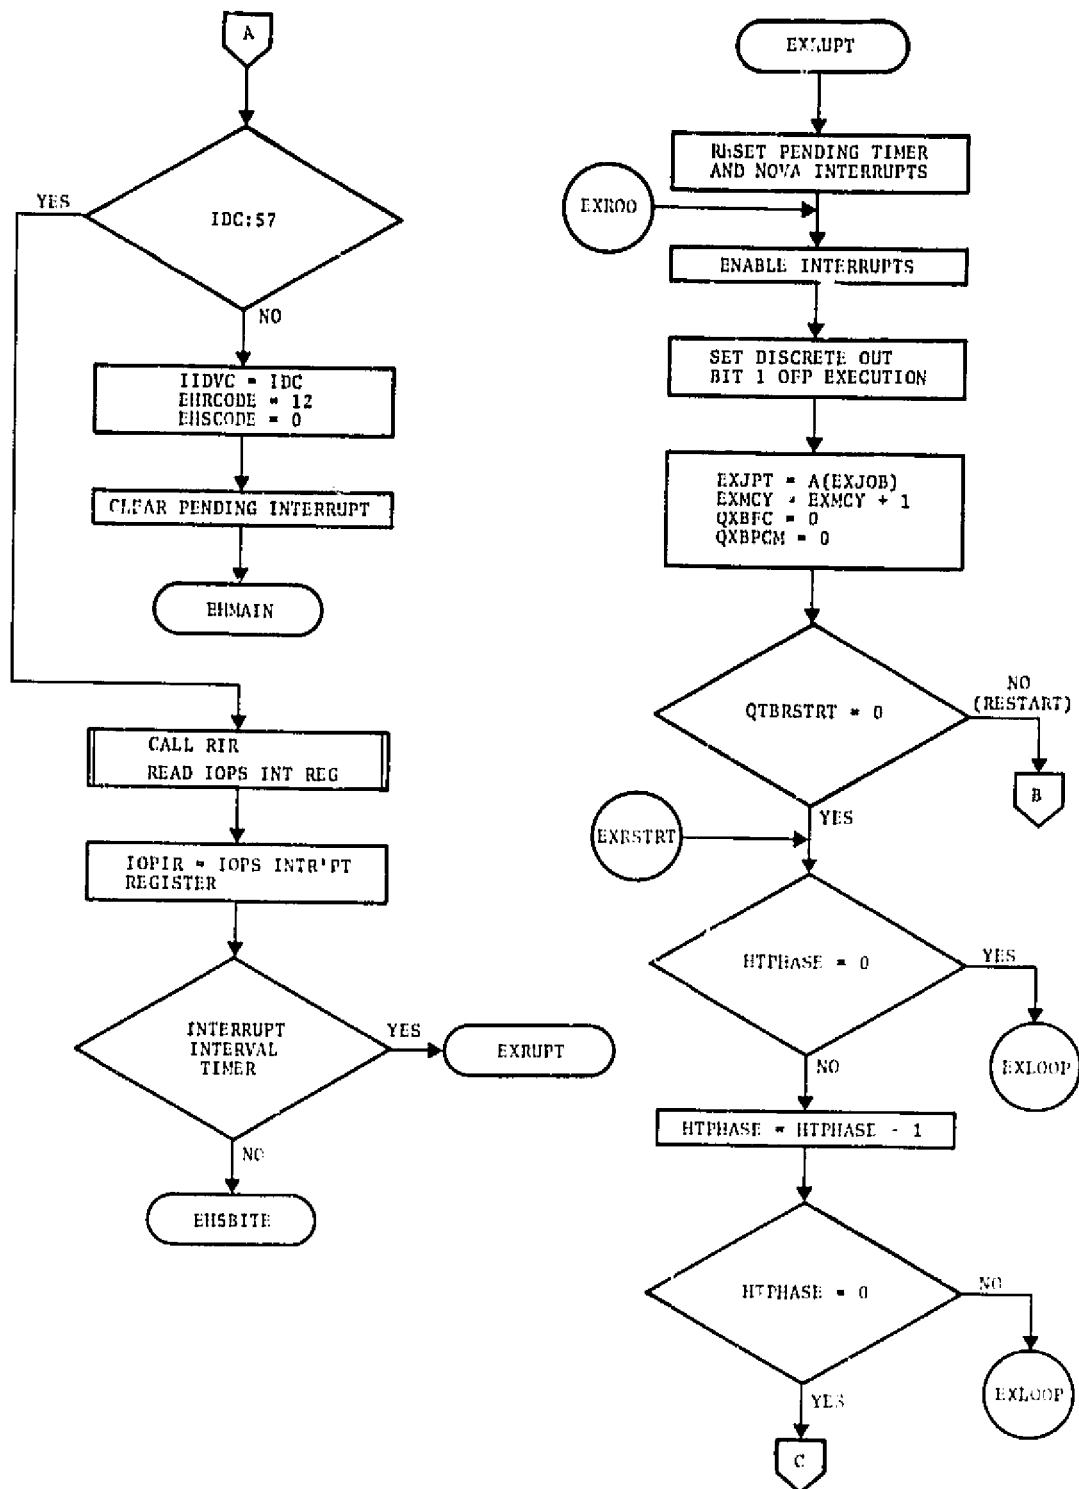 A
IDC:57
YES
NO
IIDVC = IDC
EHRCODE = 12
EHSCODE = 0
CLEAR PENDING INTERRUPT
EHMAIN
CALL RIR
READ IOPS INT REG
IOPIR = IOPS INTR'PT
REGISTER
INTERRUPT
INTERVAL
TIMER
YES
EXRUPT
NO
EHSBITE
EXRUPT
RESET PENDING TIMER
AND NOVA INTERRUPTS
EXROO
ENABLE INTERRUPTS
SET DISCRETE OUT
BIT 1 OFP EXECUTION
EXJPT = A(EXJOB)
EXMCY = EXMCY + 1
QXBFC = 0
QXBPCM = 0
QTBRSTRT = 0
NO
(RESTART)
B
YES
EXRSTRT
HTPHASE = 0
YES
EXLOOP
NO
HTPHASE = HTPHASE - 1
HTPHASE = 0
NO
EXLOOP
YES
C